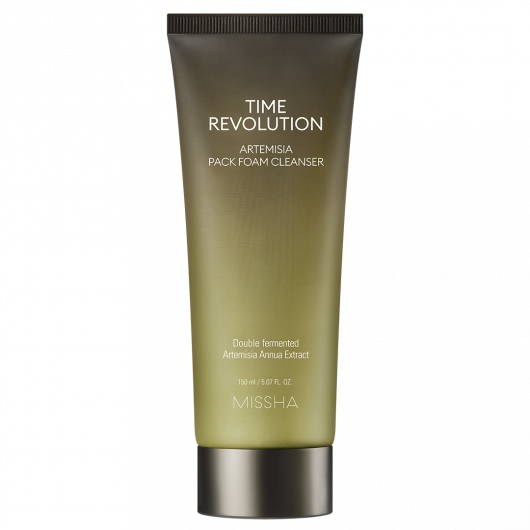 TIME
REVOLUTION
ARTEMISIA
PACK FOAM CLEANSER
Double fermented
Artemisia Annua Extract
150 ml / 5.07 FL. OZ.
MISSHA